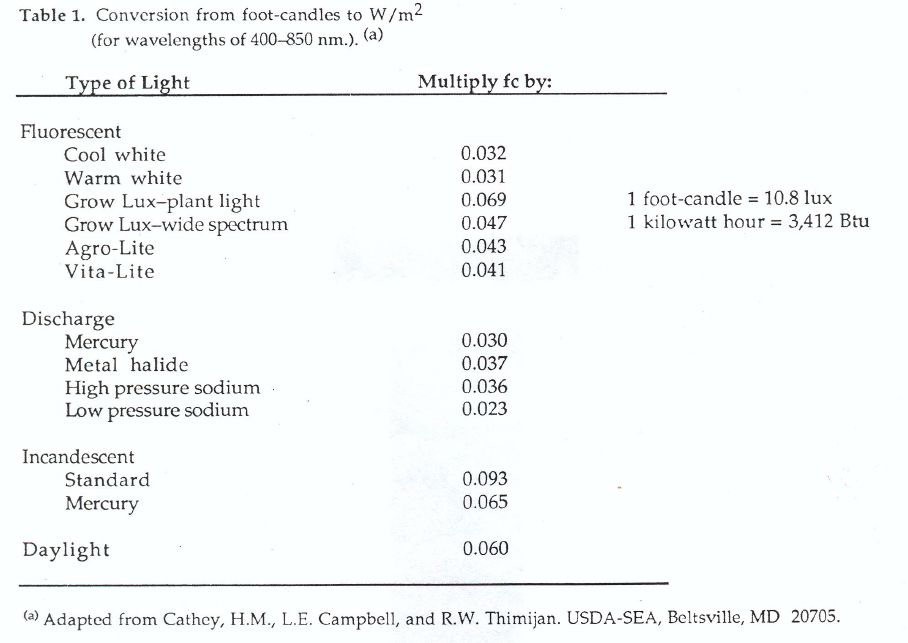 Table 1. Conversion from foot-candles to W/m²
(for wavelengths of 400–850 nm.). (a)
Type of Light Multiply fc by:
Fluorescent
Cool white 0.032
Warm white 0.031
Grow Lux–plant light 0.069 1 foot-candle = 10.8 lux
Grow Lux–wide spectrum 0.047 1 kilowatt hour = 3,412 Btu
Agro-Lite 0.043
Vita-Lite 0.041
Discharge
Mercury 0.030
Metal halide 0.037
High pressure sodium 0.036
Low pressure sodium 0.023
Incandescent
Standard 0.093
Mercury 0.065
Daylight 0.060
(a) Adapted from Cathey, H.M., L.E. Campbell, and R.W. Thimijan. USDA-SEA, Beltsville, MD 20705.